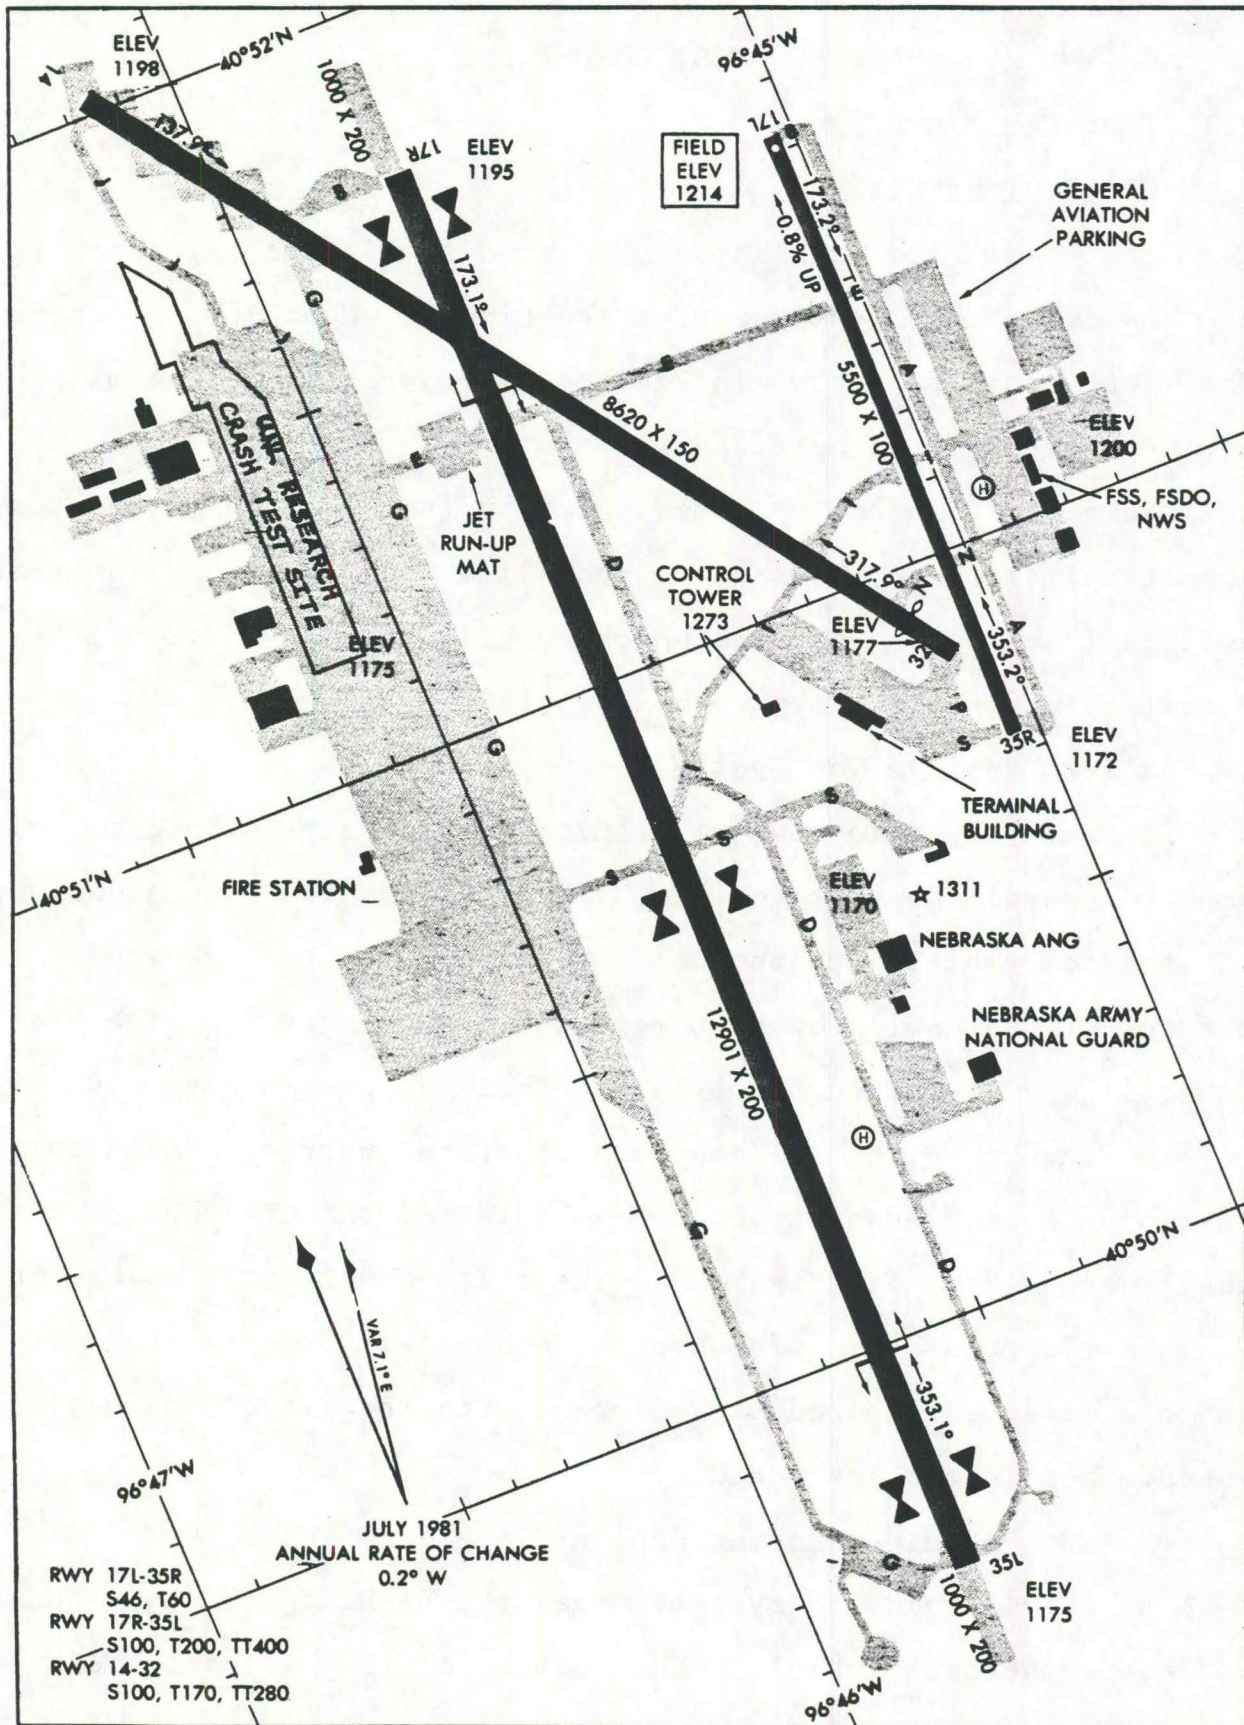 ELEV
1198
40°52'N
14
137.9°
1000 X 200
17R
ELEV
1195
96°45'W
17L
FIELD
ELEV
1214
173.2°
0.8% UP
GENERAL
AVIATION
PARKING
173.1°
B
G
S
A
5500 X 100
8620 X 150
ELEV
1200
FSS, FSDO,
NWS
H
UNL RESEARCH
CRASH TEST SITE
JET
RUN-UP
MAT
G
D
CONTROL
TOWER
1273
317.9°
ELEV
1177
353.2°
A
ELEV
1175
G
S
35R
ELEV
1172
TERMINAL
BUILDING
40°51'N
FIRE STATION
S
S
S
D
ELEV
1170
1311
NEBRASKA ANG
NEBRASKA ARMY
NATIONAL GUARD
12901 X 200
H
G
D
40°50'N
VAR 7.1° E
353.1°
96°47'W
JULY 1981
ANNUAL RATE OF CHANGE
0.2° W
G
35L
ELEV
1175
1000 X 200
96°46'W
RWY 17L-35R
S46, T60
RWY 17R-35L
S100, T200, TT400
RWY 14-32
S100, T170, TT280